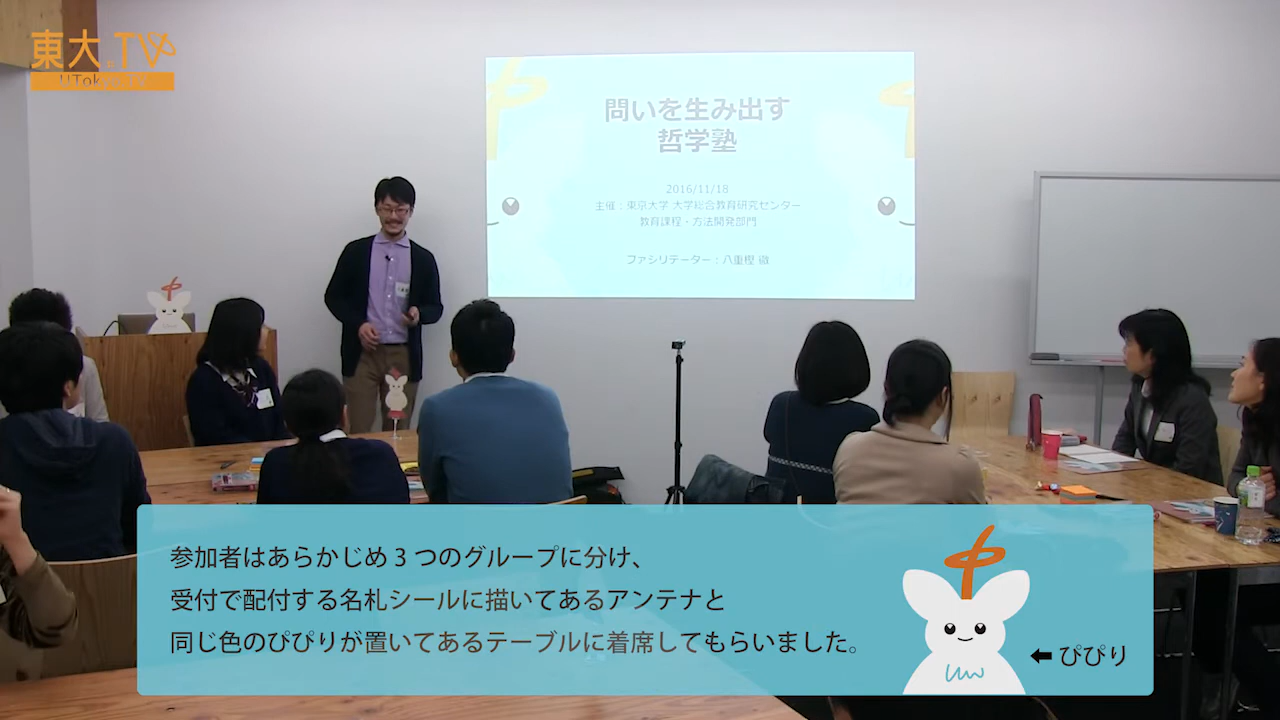 東大.TV
UTokyo TV
問いを生み出す
哲学塾
2016/11/18
主催：東京大学 大学総合教育研究センター
教育課程・方法開発部門
ファシリテーター：八重樫 徹
参加者はあらかじめ３つのグループに分け、
受付で配付する名札シールに描いてあるアンテナと
同じ色のぴぴりが置いてあるテーブルに着席してもらいました。
⬅ ぴぴり